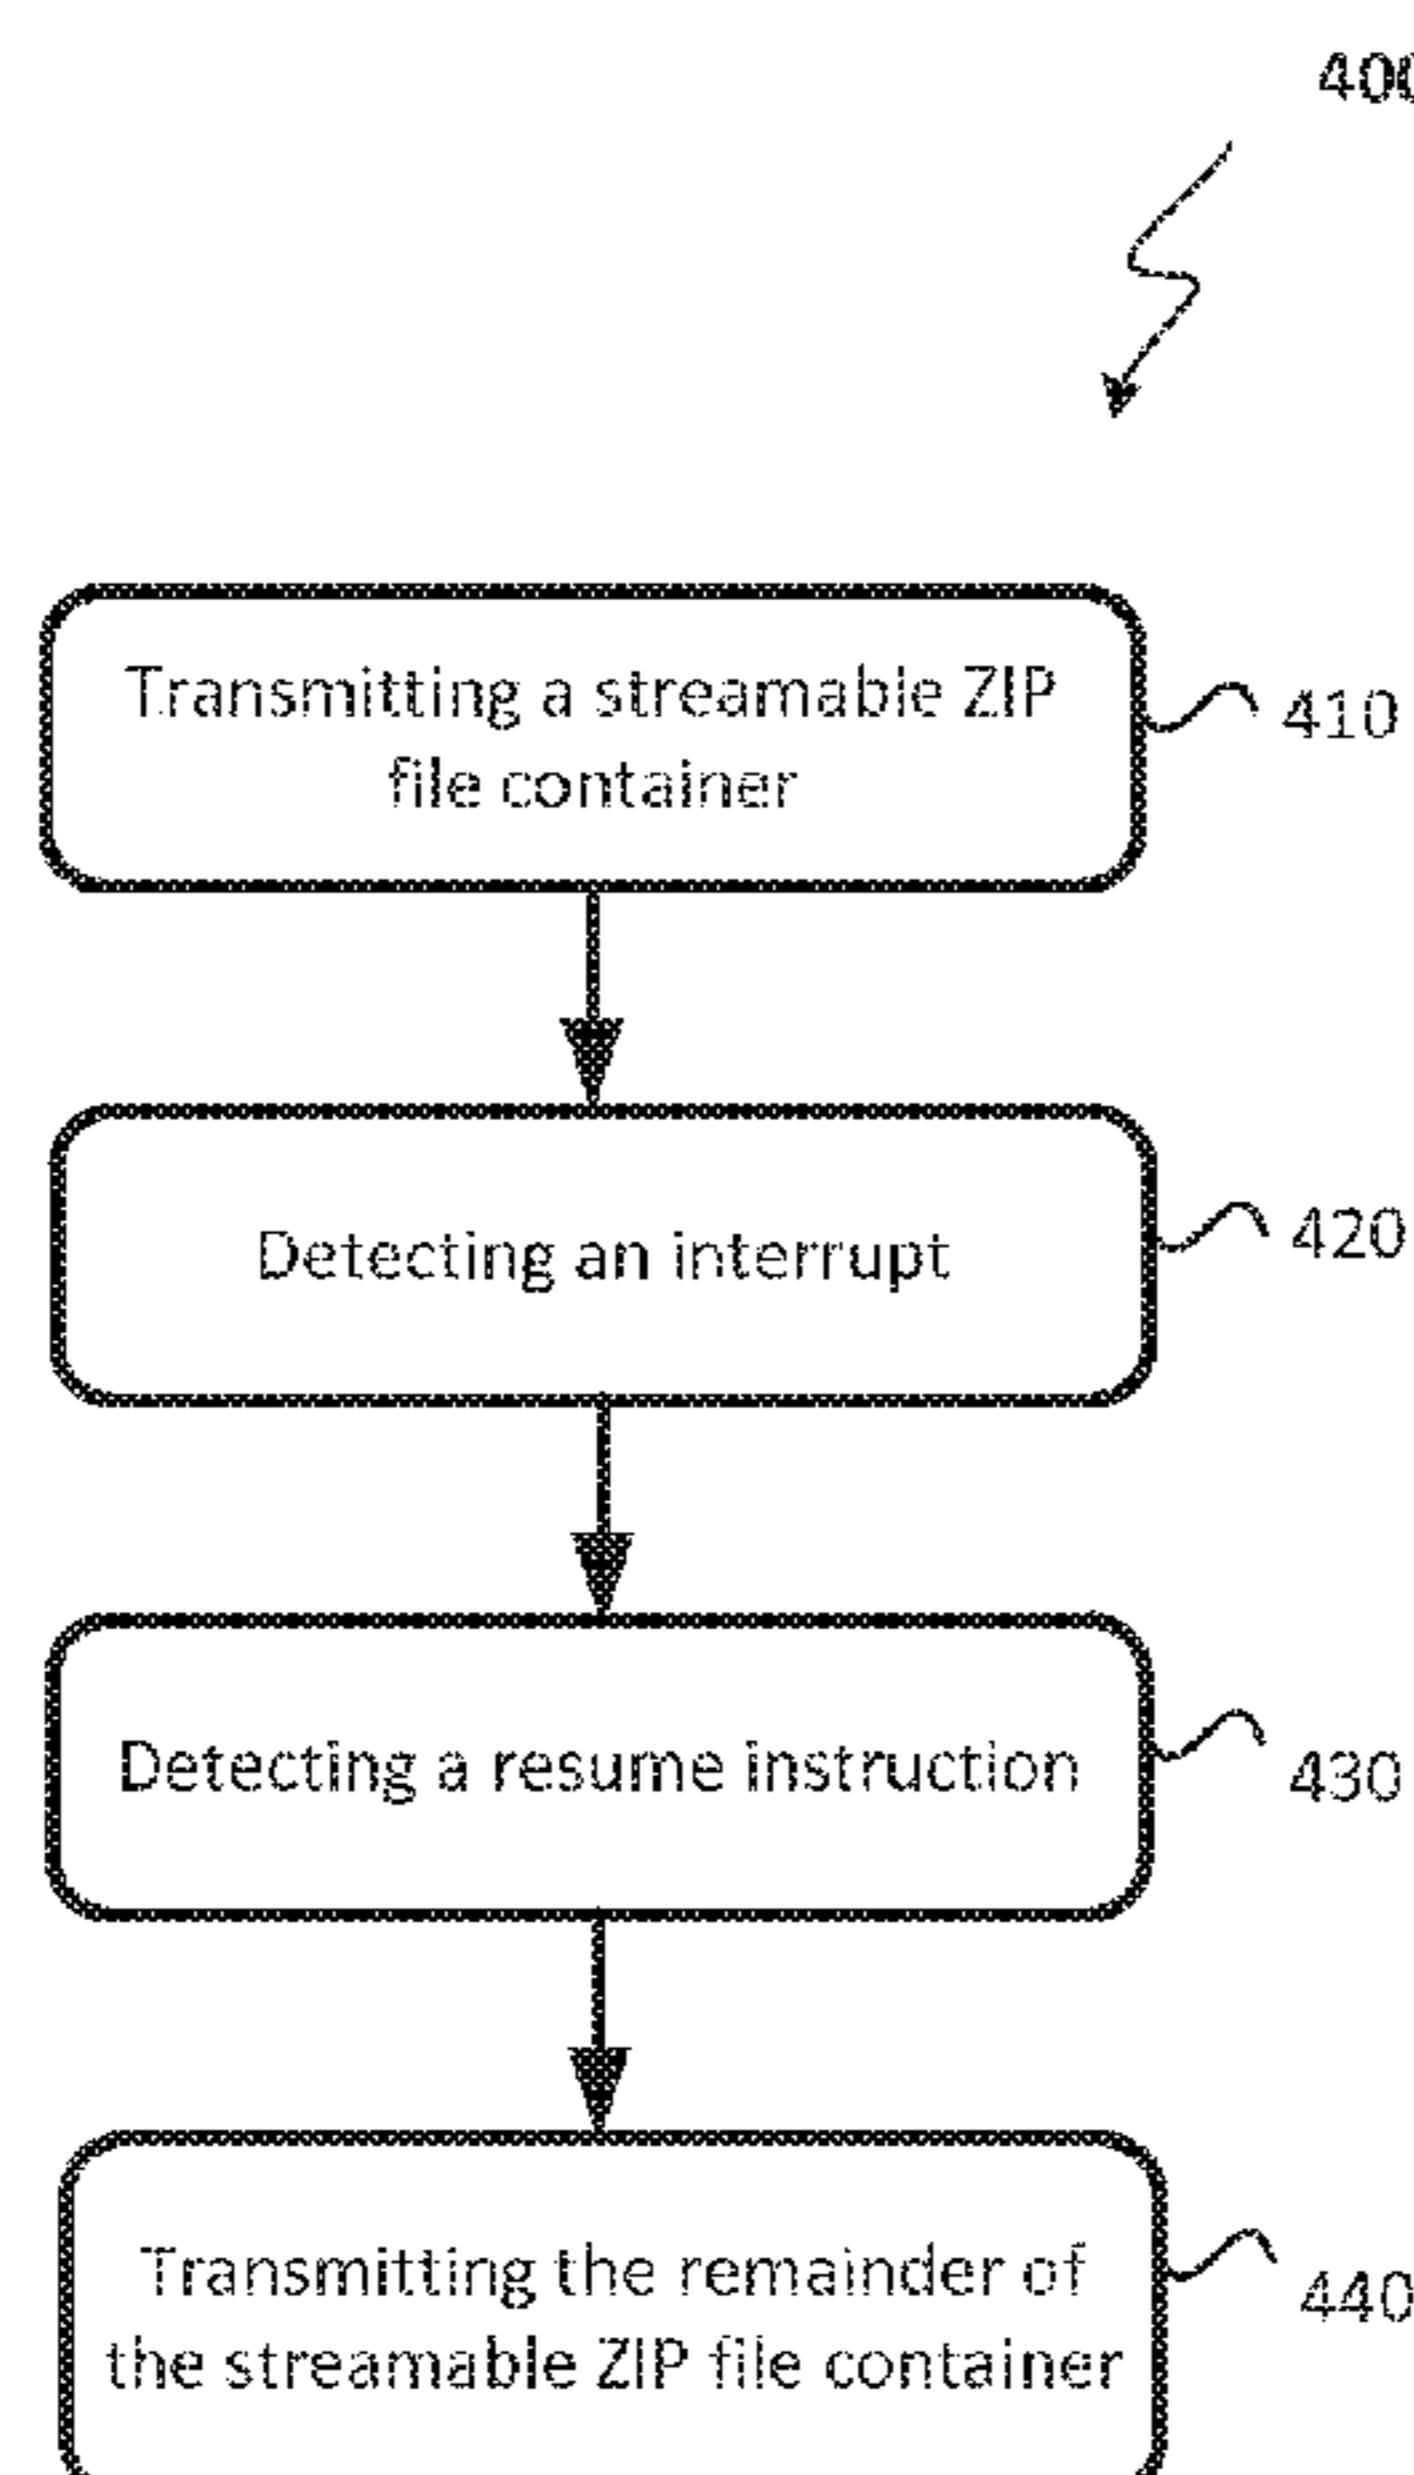 400
Transmitting a streamable ZIP
file container
410
Detecting an interrupt
420
Detecting a resume instruction
430
Transmitting the remainder of
the streamable ZIP file container
440